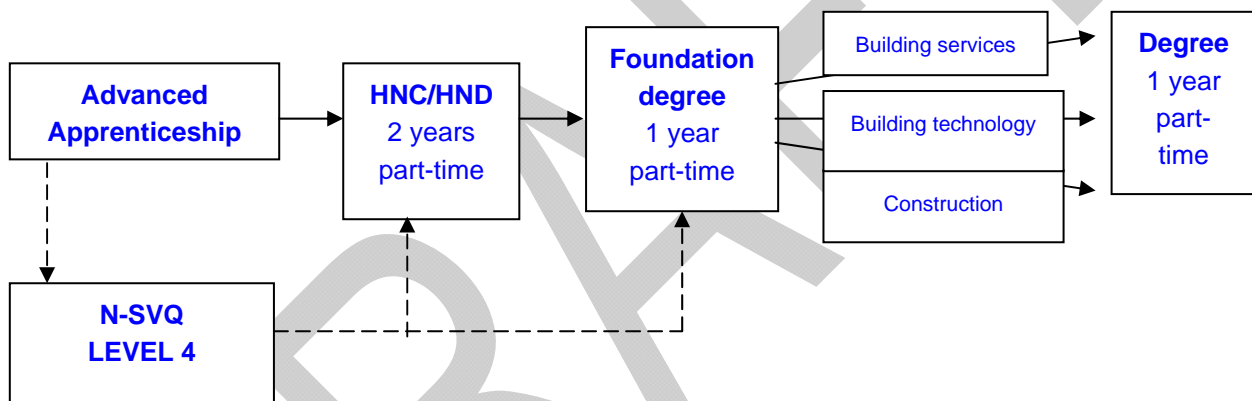 Advanced
Apprenticeship
HNC/HND
2 years
part-time
Foundation
degree
1 year
part-time
Building services
Building technology
Construction
Degree
1 year
part-
time
N-SVQ
LEVEL 4